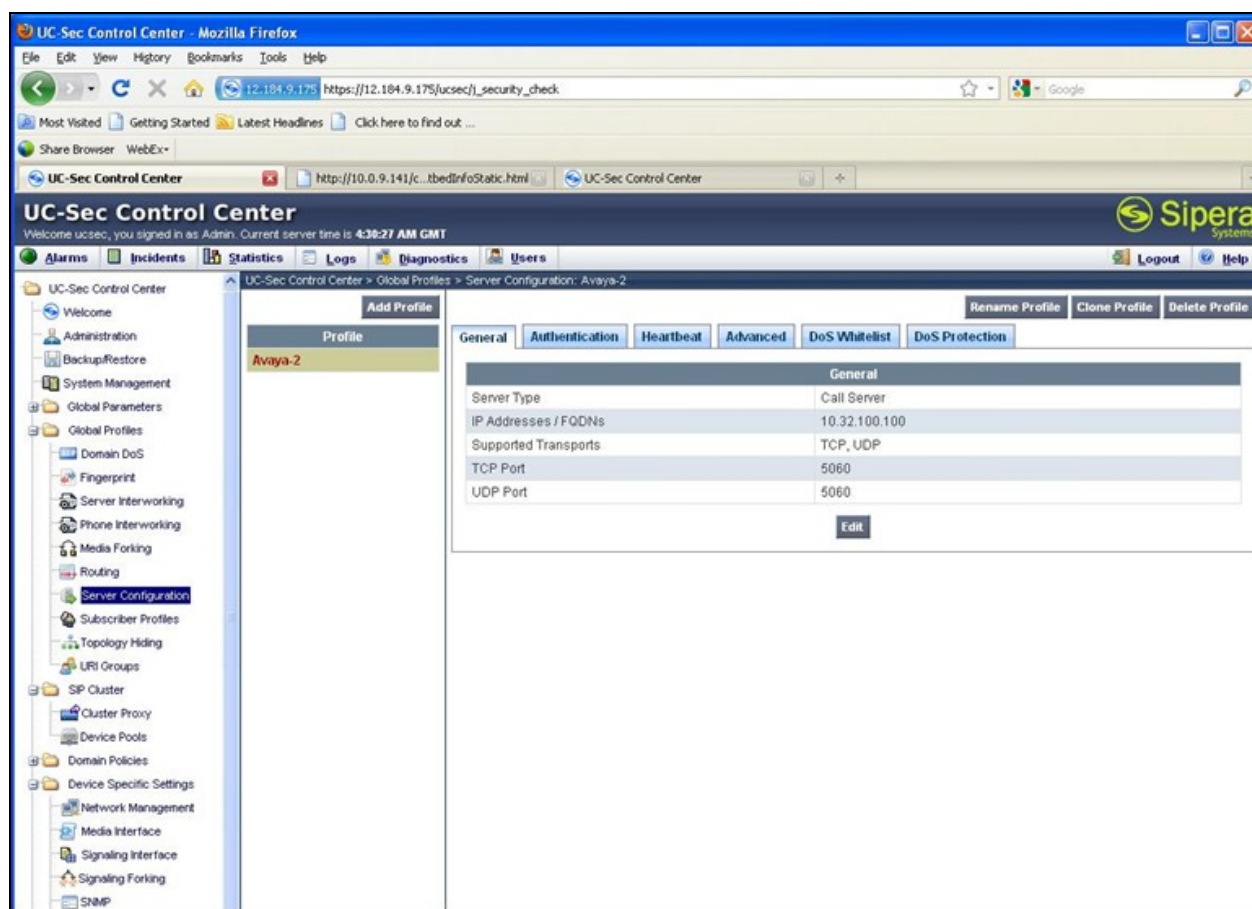 UC-Sec Control Center - Mozilla Firefox
File Edit View History Bookmarks Tools Help
12.184.9.175 https://12.184.9.175/ucsec/j_security_check
Google
Most Visited Getting Started Latest Headlines Click here to find out ...
Share Browser WebEx
UC-Sec Control Center http://10.0.9.141/c...tbedInfoStatic.html UC-Sec Control Center
UC-Sec Control Center
Sipera
Systems
Welcome ucsec, you signed in as Admin. Current server time is 4:30:27 AM GMT
Alarms Incidents Statistics Logs Diagnostics Users Logout Help
UC-Sec Control Center > Global Profiles > Server Configuration: Avaya-2
UC-Sec Control Center
Welcome
Administration
Backup/Restore
System Management
Global Parameters
Global Profiles
Domain DoS
Fingerprint
Server Interworking
Phone Interworking
Media Forking
Routing
Server Configuration
Subscriber Profiles
Topology Hiding
URI Groups
SIP Cluster
Cluster Proxy
Device Pools
Domain Policies
Device Specific Settings
Network Management
Media Interface
Signaling Interface
Signaling Forking
SNMP
Add Profile
Profile
Avaya-2
Rename Profile Clone Profile Delete Profile
General Authentication Heartbeat Advanced DoS Whitelist DoS Protection
General
Server Type Call Server
IP Addresses / FQDNs 10.32.100.100
Supported Transports TCP, UDP
TCP Port 5060
UDP Port 5060
Edit